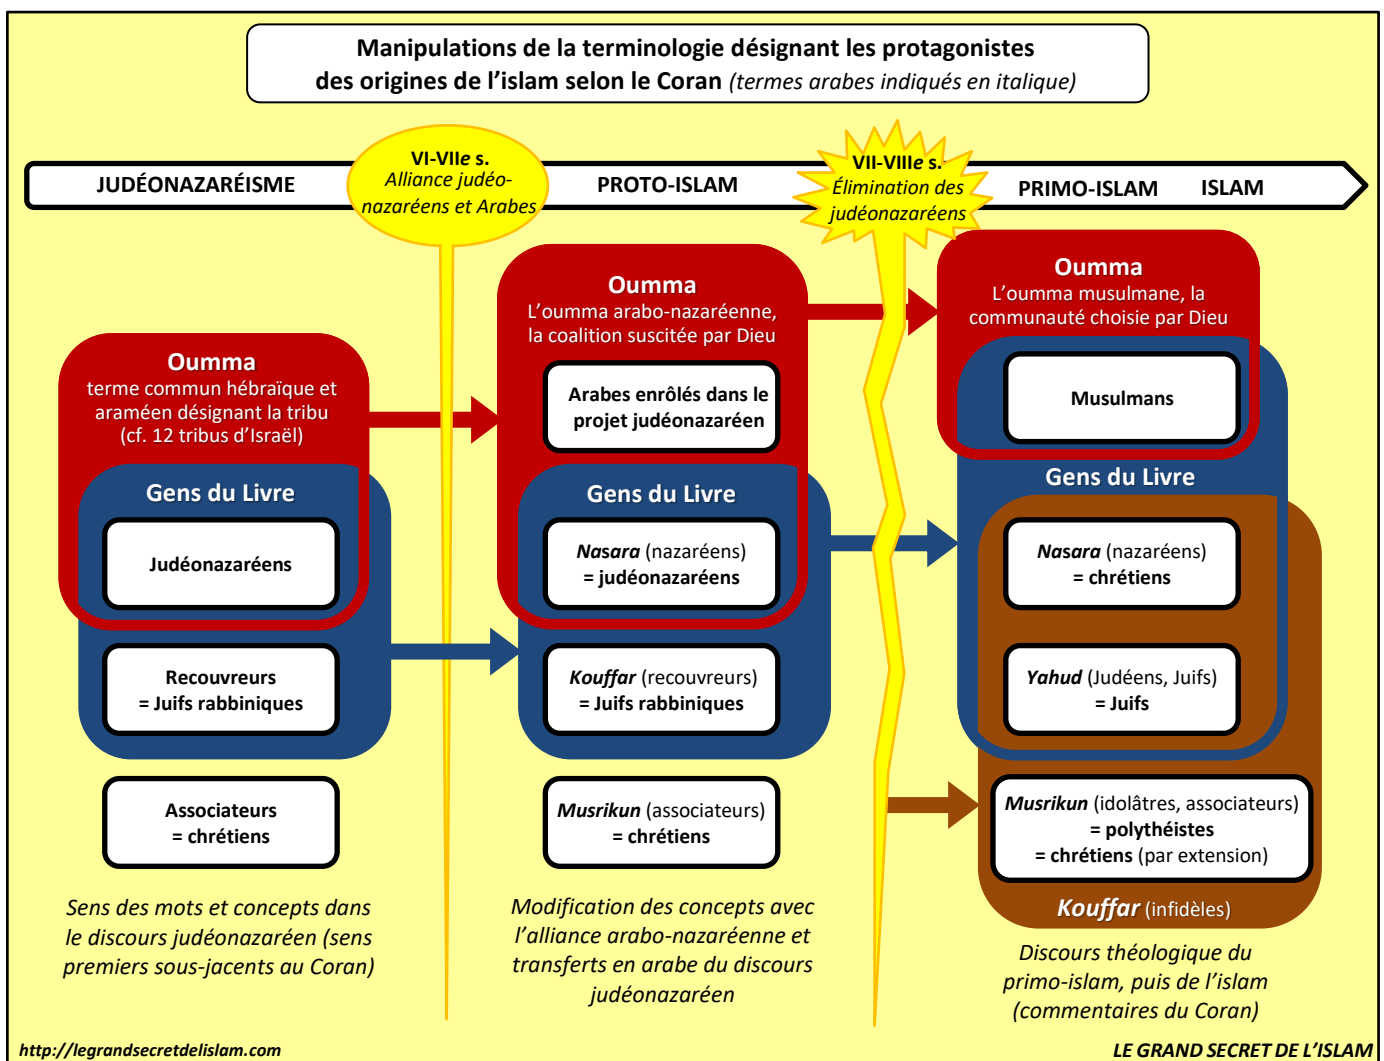 Manipulations de la terminologie désignant les protagonistes
des origines de l'islam selon le Coran (termes arabes indiqués en italique)
JUDÉONAZARÉISME
VI-VIIe s.
Alliance judéo-
nazaréens et Arabes
PROTO-ISLAM
VII-VIIIe s.
Élimination des
judéonazaréens
PRIMO-ISLAM
ISLAM
Oumma
terme commun hébraïque et
araméen désignant la tribu
(cf. 12 tribus d'Israël)
Gens du Livre
Judéonazaréens
Recouvreurs
= Juifs rabbiniques
Associateurs
= chrétiens
Sens des mots et concepts dans
le discours judéonazaréen (sens
premiers sous-jacents au Coran)
Oumma
L'oumma arabo-nazaréenne,
la coalition suscitée par Dieu
Arabes enrôlés dans le
projet judéonazaréen
Gens du Livre
Nasara (nazaréens)
= judéonazaréens
Kouffar (recouvreurs)
= Juifs rabbiniques
Musrikun (associateurs)
= chrétiens
Modification des concepts avec
l'alliance arabo-nazaréenne et
transferts en arabe du discours
judéonazaréen
Oumma
L'oumma musulmane, la
communauté choisie par Dieu
Musulmans
Gens du Livre
Nasara (nazaréens)
= chrétiens
Yahud (Judéens, Juifs)
= Juifs
Musrikun (idolâtres, associateurs)
= polythéistes
= chrétiens (par extension)
Kouffar (infidèles)
Discours théologique du
primo-islam, puis de l'islam
(commentaires du Coran)
http://legrandsecretdelislam.com
LE GRAND SECRET DE L'ISLAM